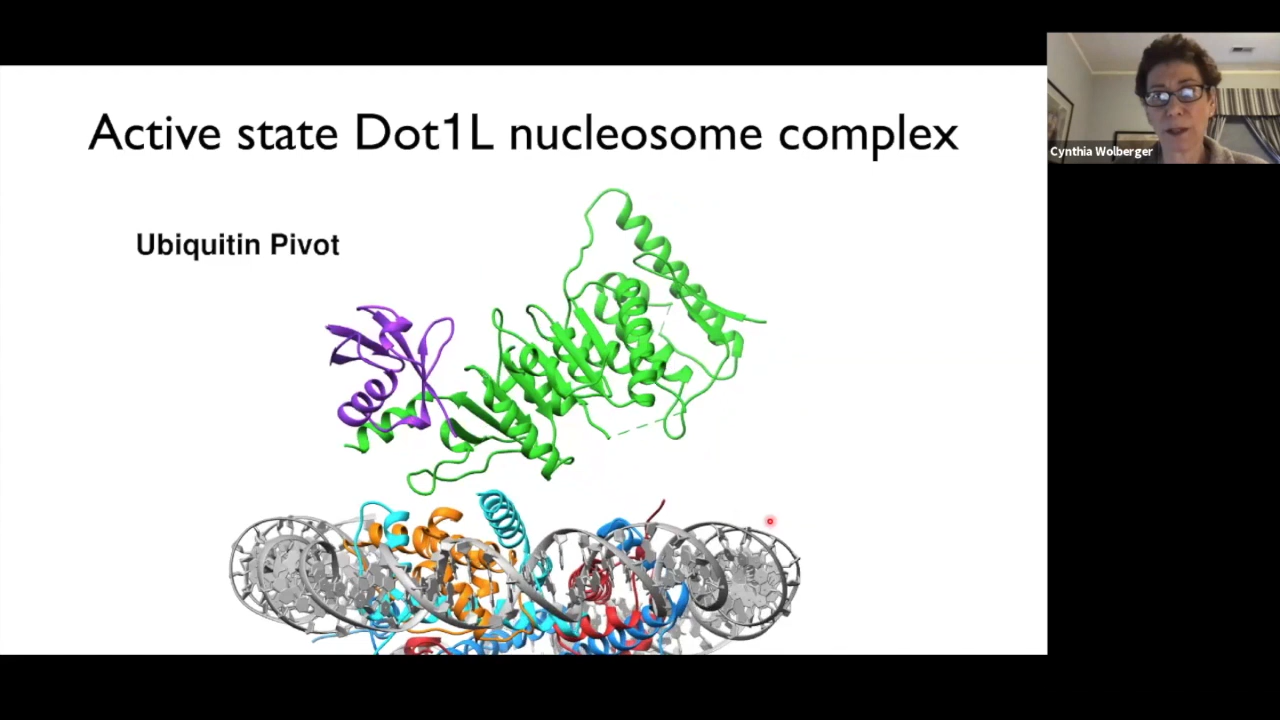 Active state Dot1L nucleosome complex
Ubiquitin Pivot
Cynthia Wolberger